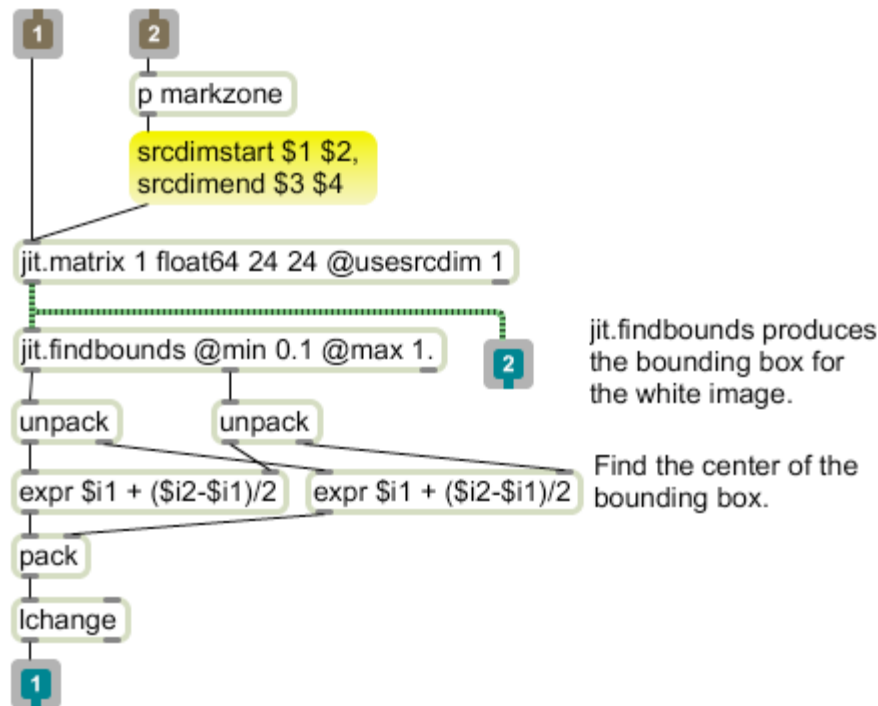 1
2
p markzone
srcdimstart $1 $2,
srcdimend $3 $4
jit.matrix 1 float64 24 24 @usesrcdim 1
jit.findbounds @min 0.1 @max 1.
2
jit.findbounds produces
the bounding box for
the white image.
unpack
unpack
expr $i1 + ($i2-$i1)/2
expr $i1 + ($i2-$i1)/2
Find the center of the
bounding box.
pack
lchange
1